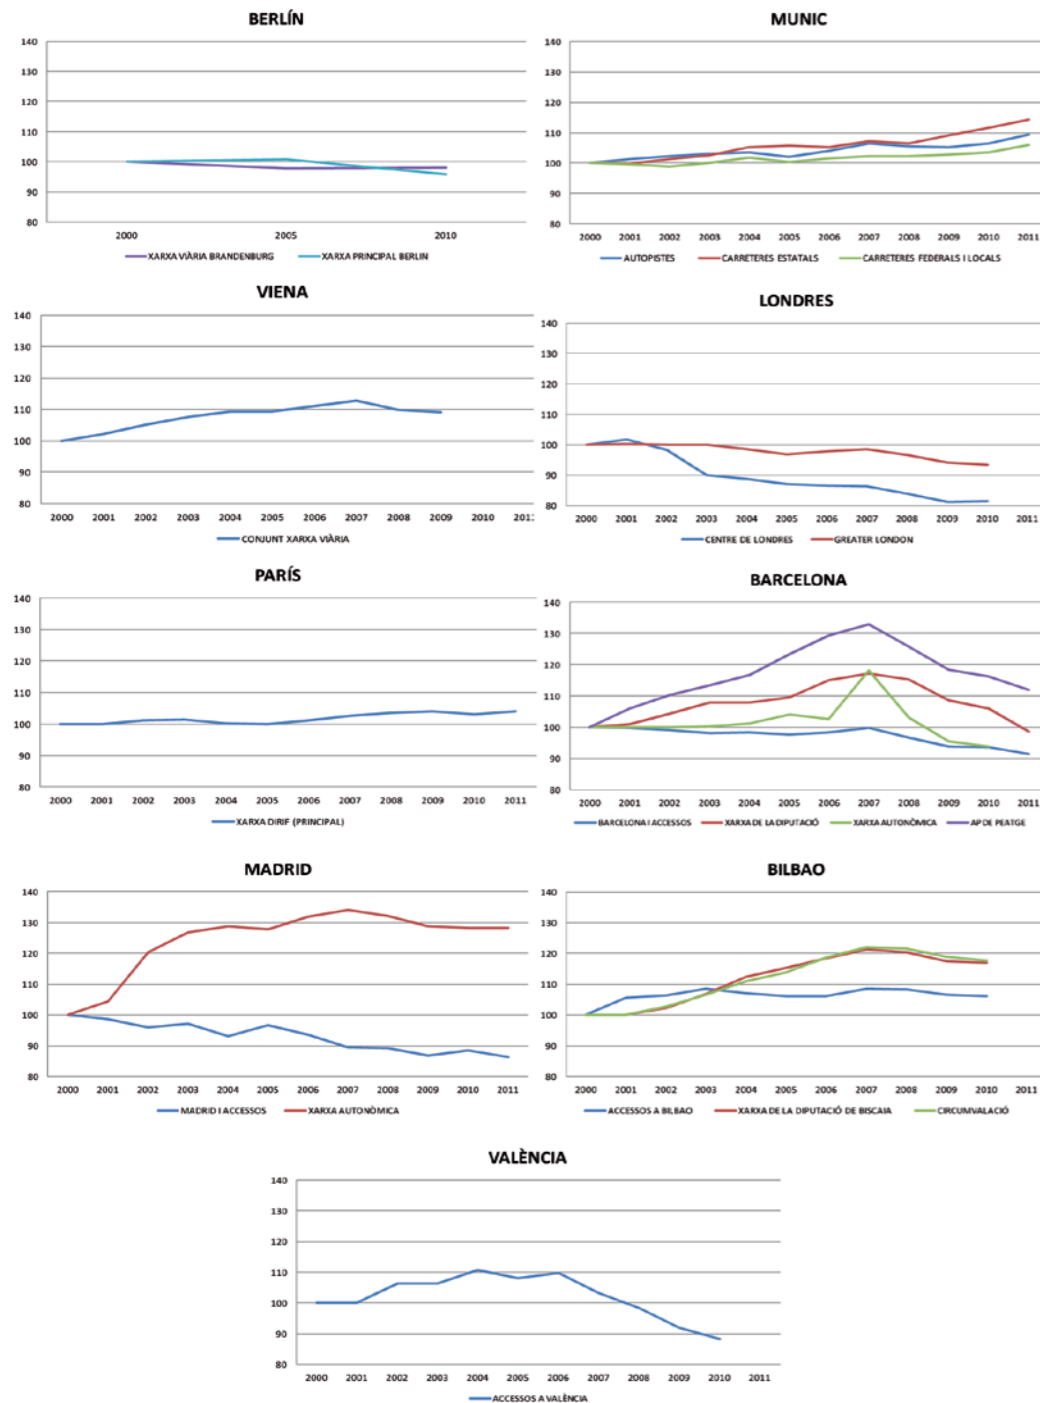 BERLÍN
140
130
120
110
100
90
80
2000 2005 2010
XARXA VIÀRIA BRANDENBURG XARXA PRINCIPAL BERLIN
MUNIC
140
130
120
110
100
90
80
2000 2001 2002 2003 2004 2005 2006 2007 2008 2009 2010 2011
AUTOPISTES CARRETERES ESTATALS CARRETERES FEDERALS I LOCALS
VIENA
140
130
120
110
100
90
80
2000 2001 2002 2003 2004 2005 2006 2007 2008 2009 2010 2011
CONJUNT XARXA VIÀRIA
LONDRES
140
130
120
110
100
90
80
2000 2001 2002 2003 2004 2005 2006 2007 2008 2009 2010 2011
CENTRE DE LONDRES GREATER LONDON
PARÍS
140
130
120
110
100
90
80
2000 2001 2002 2003 2004 2005 2006 2007 2008 2009 2010 2011
XARXA DIRIF (PRINCIPAL)
BARCELONA
140
130
120
110
100
90
80
2000 2001 2002 2003 2004 2005 2006 2007 2008 2009 2010 2011
BARCELONA I ACCESSOS XARXA DE LA DIPUTACIÓ XARXA AUTONÒMICA AP DE PEATGE
MADRID
140
130
120
110
100
90
80
2000 2001 2002 2003 2004 2005 2006 2007 2008 2009 2010 2011
MADRID I ACCESSOS XARXA AUTONÒMICA
BILBAO
140
130
120
110
100
90
80
2000 2001 2002 2003 2004 2005 2006 2007 2008 2009 2010 2011
ACCESSOS A BILBAO XARXA DE LA DIPUTACIÓ DE BISCAIA CIRCUMVALACIÓ
VALÈNCIA
140
130
120
110
100
90
80
2000 2001 2002 2003 2004 2005 2006 2007 2008 2009 2010 2011
ACCESSOS A VALÈNCIA